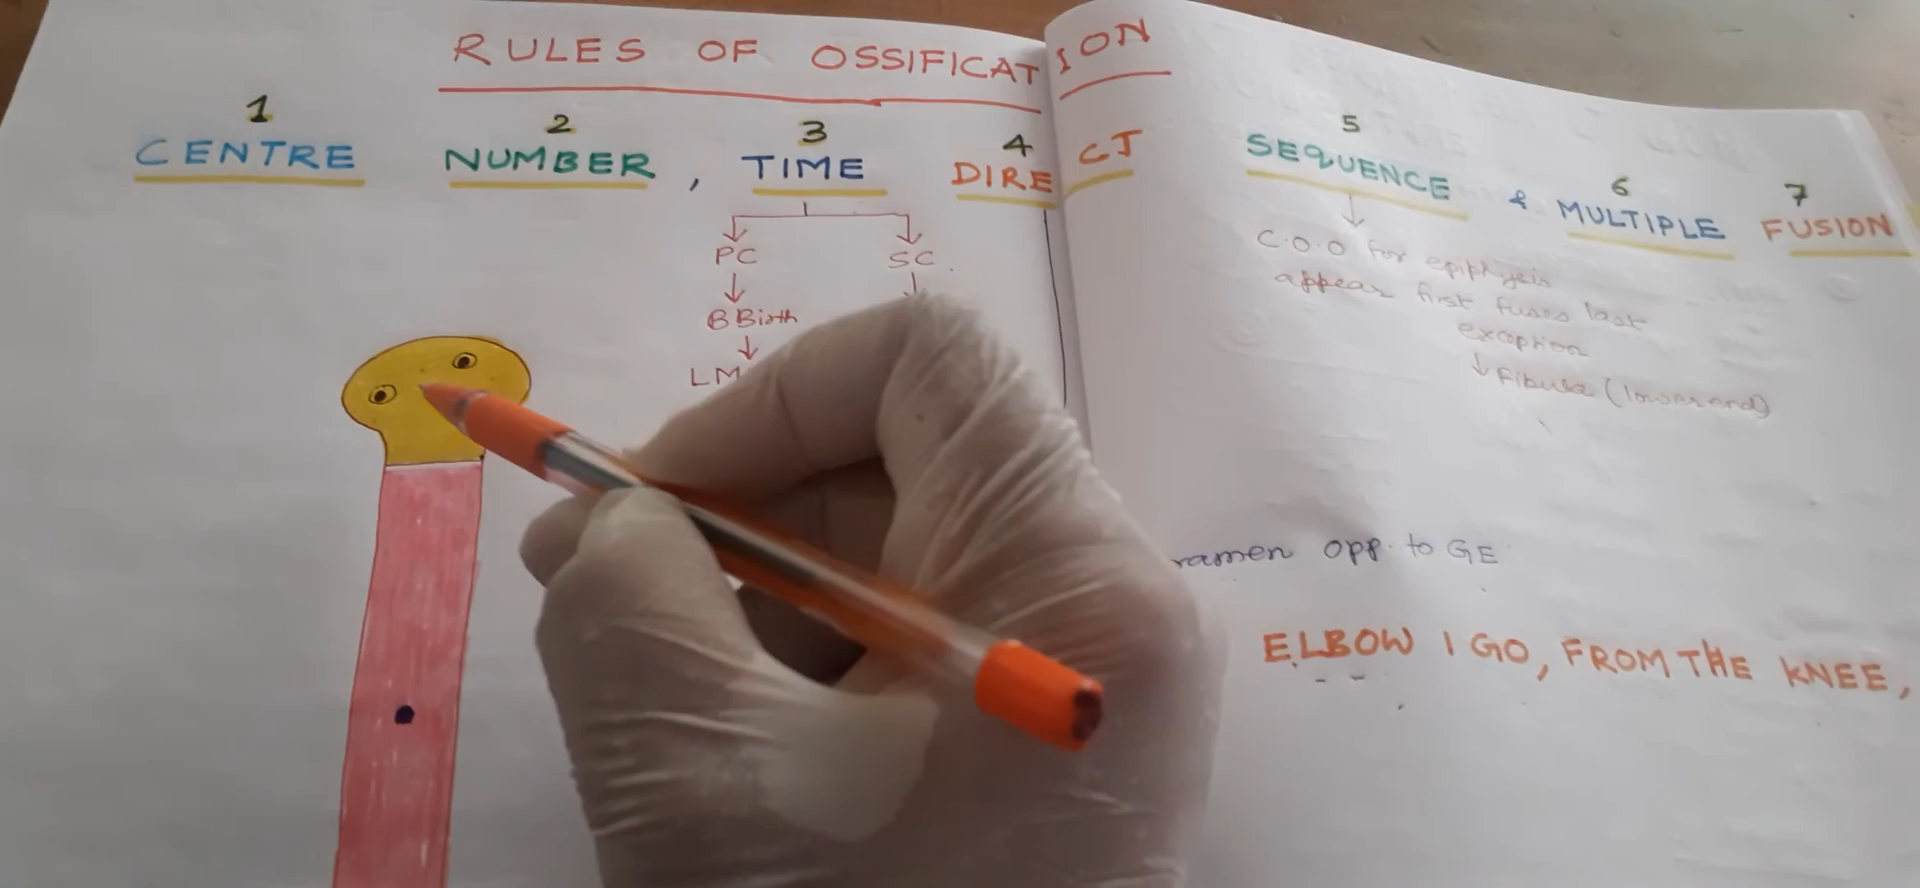 RULES OF OSSIFICATION
1 2 3 4 5 6 7
CENTRE NUMBER, TIME DIRECT SEQUENCE & MULTIPLE FUSION
PC SC
B Birth
LM
C.O.O for epiphysis
appear first fuses last
exception
Fibula (lower end)
ramen opp. to GE
ELBOW I GO, FROM THE KNEE,